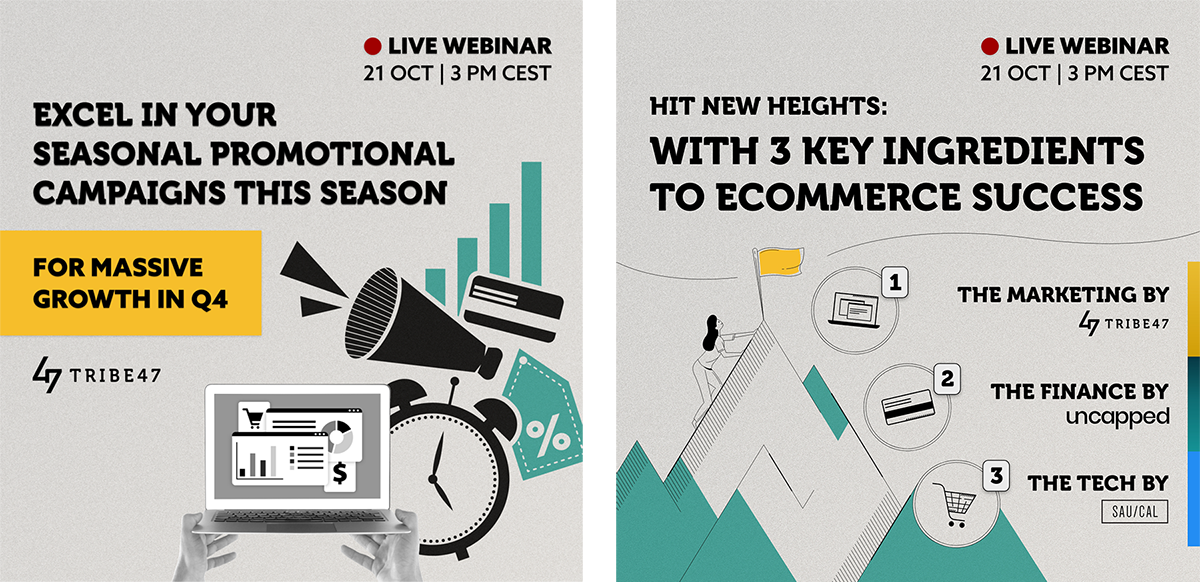 LIVE WEBINAR
21 OCT | 3 PM CEST
EXCEL IN YOUR
SEASONAL PROMOTIONAL
CAMPAIGNS THIS SEASON
FOR MASSIVE
GROWTH IN Q4
47 TRIBE47
%
$
LIVE WEBINAR
21 OCT | 3 PM CEST
HIT NEW HEIGHTS:
WITH 3 KEY INGREDIENTS
TO ECOMMERCE SUCCESS
1
THE MARKETING BY
47 TRIBE47
2
THE FINANCE BY
uncapped
3
THE TECH BY
SAU/CAL